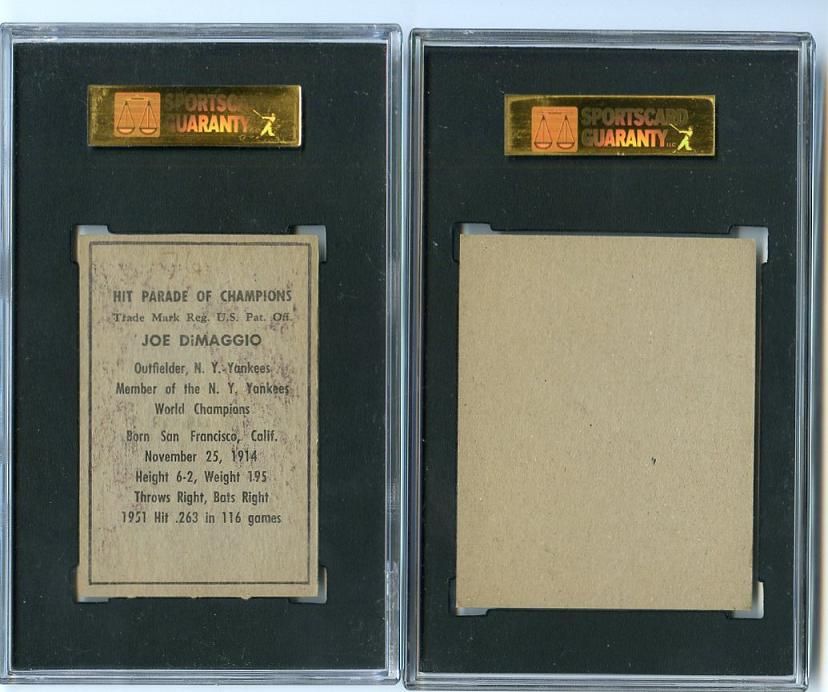 SPORTSCA
GUARANTY
SPORTSCARD
GUARANTY LLC
HIT PARADE OF CHAMPIONS
Trade Mark Reg. U.S. Pat. Off.
JOE DiMAGGIO
Outfielder, N. Y. Yankees
Member of the N. Y. Yankees
World Champions
Born San Francisco, Calif.
November 25, 1914
Height 6-2, Weight 195
Throws Right, Bats Right
1951 Hit .263 in 116 games